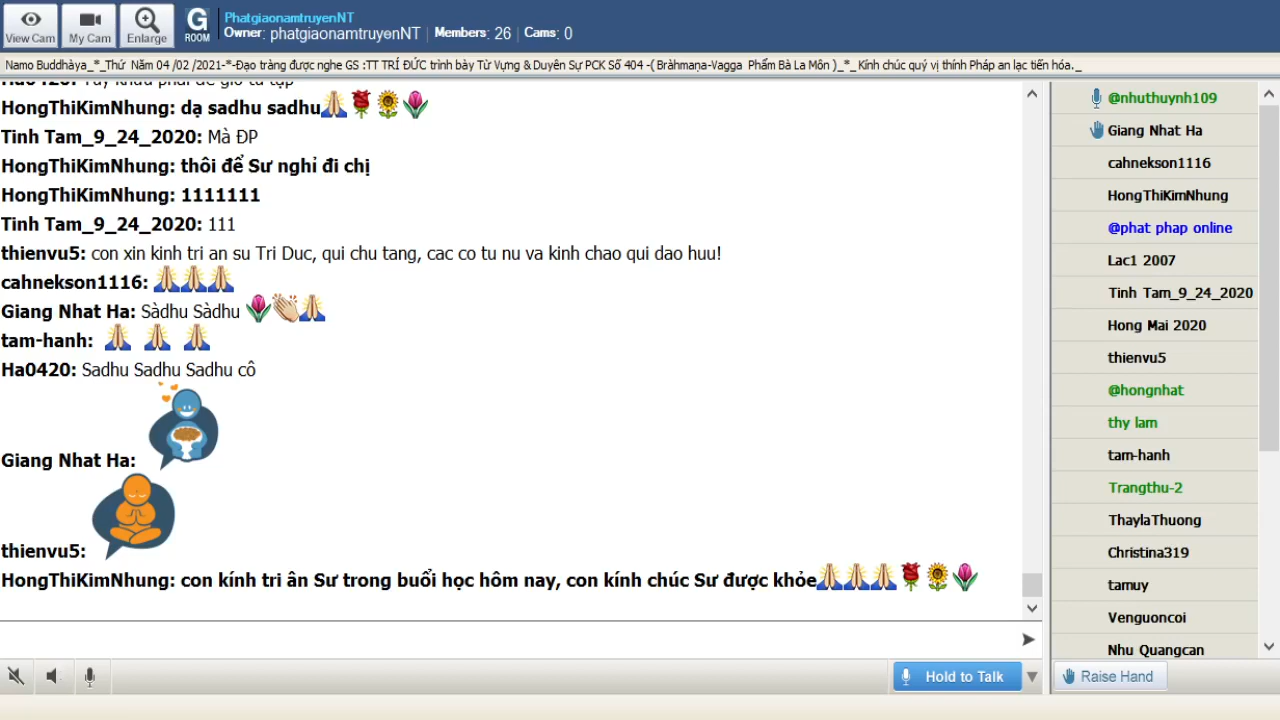 PhatgiaonamtruyenNT
Owner: phatgiaonamtruyenNT | Members: 26 | Cams: 0
View Cam
My Cam
Enlarge
G
ROOM
Namo Buddhàya_*_Thứ Năm 04 /02 /2021-*-Đạo tràng được nghe GS :TT TRÍ ĐỨC trình bày Từ Vựng & Duyên Sự PCK Số 404 -( Bràhmaṇa-Vagga Phẩm Bà La Môn )_*_ Kính chúc quý vị thính Pháp an lạc tiến hóa._
HongThiKimNhung: dạ sadhu sadhu
Tinh Tam_9_24_2020: Mà ĐP
HongThiKimNhung: thôi để Sư nghỉ đi chị
HongThiKimNhung: 1111111
Tinh Tam_9_24_2020: 111
thienvu5: con xin kinh tri an su Tri Duc, qui chu tang, cac co tu nu va kinh chao qui dao huu!
cahnekson1116:
Giang Nhat Ha: Sàdhu Sàdhu
tam-hanh:
Ha0420: Sadhu Sadhu Sadhu cô
Giang Nhat Ha:
thienvu5:
HongThiKimNhung: con kính tri ân Sư trong buổi học hôm nay, con kính chúc Sư được khỏe
@nhuthuynh109
Giang Nhat Ha
cahnekson1116
HongThiKimNhung
@phat phap online
Lac1 2007
Tinh Tam_9_24_2020
Hong Mai 2020
thienvu5
@hongnhat
thy lam
tam-hanh
Trangthu-2
ThaylaThuong
Christina319
tamuy
Venguoncoi
Nhu Quangcan
Hold to Talk
Raise Hand